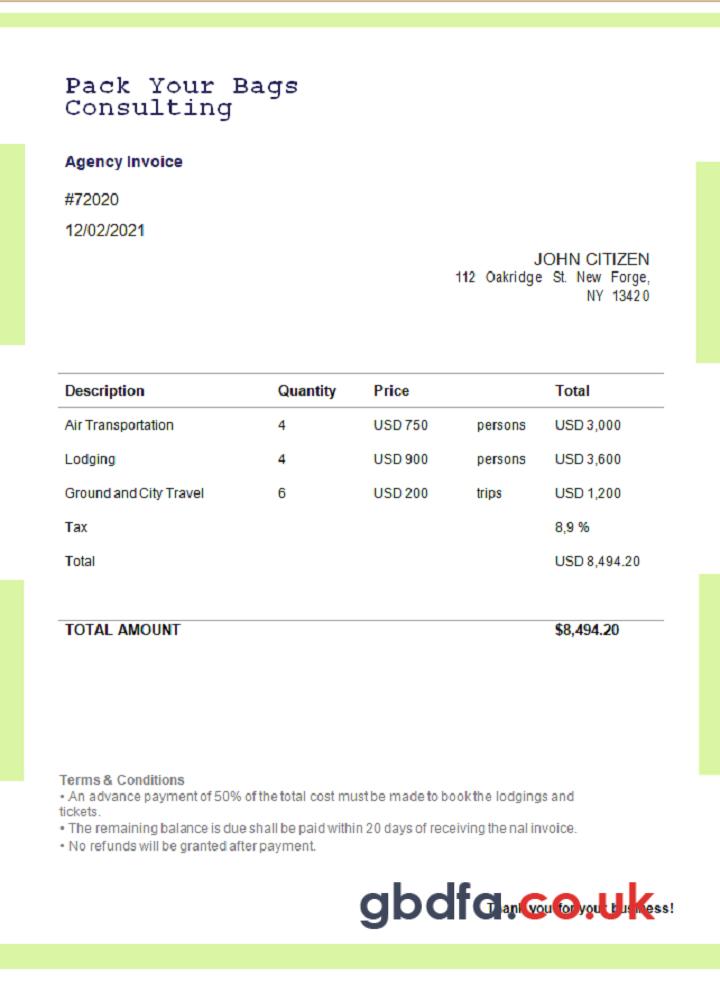 Pack Your Bags
Consulting
Agency Invoice
#72020
12/02/2021
JOHN CITIZEN
112 Oakridge St. New Forge,
NY 13420
Description Quantity Price Total
Air Transportation 4 USD 750 persons USD 3,000
Lodging 4 USD 900 persons USD 3,600
Ground and City Travel 6 USD 200 trips USD 1,200
Tax 8,9 %
Total USD 8,494.20
TOTAL AMOUNT $8,494.20
Terms & Conditions
• An advance payment of 50% of the total cost must be made to book the lodgings and
tickets.
• The remaining balance is due shall be paid within 20 days of receiving the nal invoice.
• No refunds will be granted after payment.
gbdfa.co.uk
Thank you for your business!